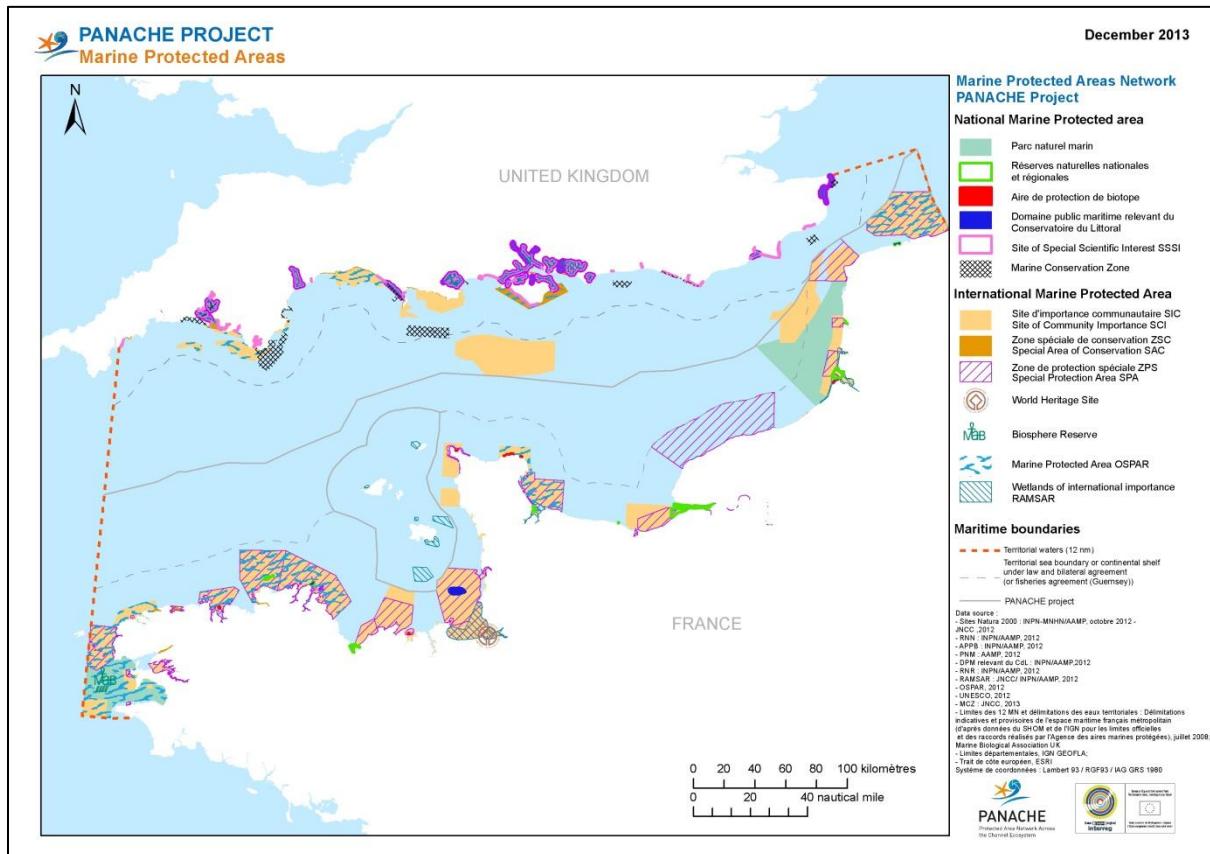 PANACHE PROJECT
Marine Protected Areas
December 2013
N
UNITED KINGDOM
FRANCE
MaB
0 20 40 60 80 100 kilomètres
0 20 40 nautical mile
Marine Protected Areas Network
PANACHE Project
National Marine Protected area
Parc naturel marin
Réserves naturelles nationales
et régionales
Aire de protection de biotope
Domaine public maritime relevant du
Conservatoire du Littoral
Site of Special Scientific Interest SSSI
Marine Conservation Zone
International Marine Protected Area
Site d'importance communautaire SIC
Site of Community Importance SCI
Zone spéciale de conservation ZSC
Special Area of Conservation SAC
Zone de protection spéciale ZPS
Special Protection Area SPA
World Heritage Site
MaB
Biosphere Reserve
Marine Protected Area OSPAR
Wetlands of international importance
RAMSAR
Maritime boundaries
Territorial waters (12 nm)
Territorial sea boundary or continental shelf
under law and bilateral agreement
(or fisheries agreement (Guernsey))
PANACHE project
Data source :
- Sites Natura 2000 : INPN-MNHN/AAMP, octobre 2012 -
JNCC ,2012
- RNN : INPN/AAMP, 2012
- APPB : INPN/AAMP, 2012
- PNM : AAMP, 2012
- DPM relevant du CdL : INPN/AAMP,2012
- RNR : INPN/AAMP, 2012
- RAMSAR : JNCC/ INPN/AAMP, 2012
- OSPAR, 2012
- UNESCO, 2012
- MCZ : JNCC, 2013
- Limites des 12 MN et délimitations des eaux territoriales : Délimitations
indicatives et provisoires de l'espace maritime français métropolitain
(d'après données du SHOM et de l'IGN pour les limites officielles
et des raccords réalisés par l'Agence des aires marines protégées), juillet 2008;
Marine Biological Association UK
- Limites départementales, IGN GEOFLA;
- Trait de côte européen, ESRI
Système de coordonnées : Lambert 93 / RGF93 / IAG GRS 1980
PANACHE
Protected Area Network Across
the Channel Ecosystem
Interreg